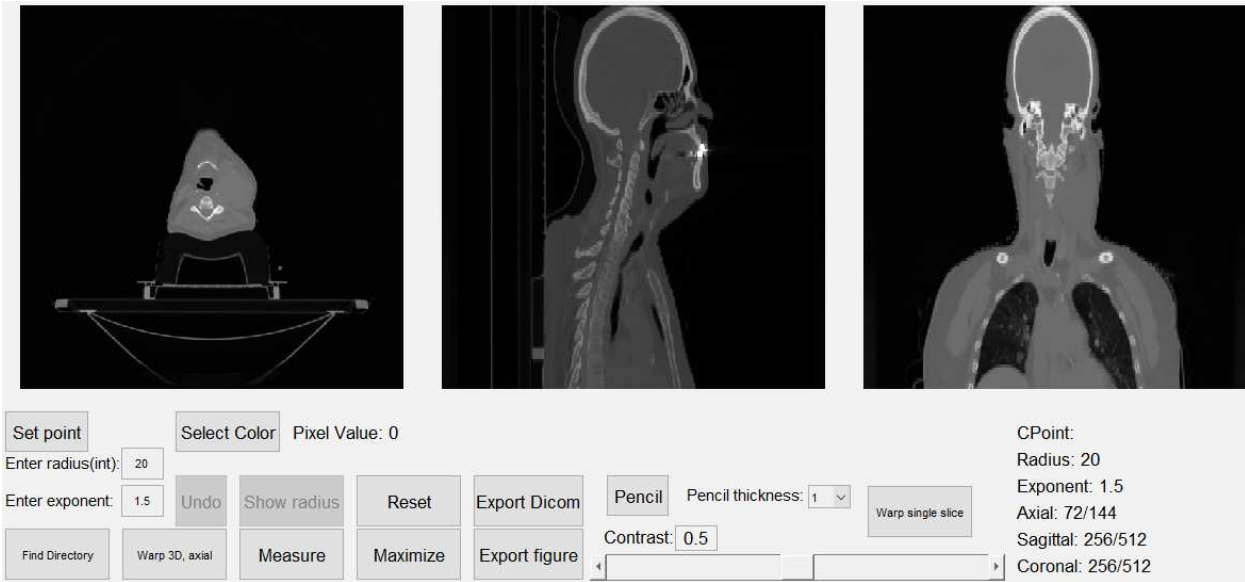 Set point
Select Color
Pixel Value: 0
CPoint:
Enter radius(int): 20
Radius: 20
Enter exponent: 1.5
Undo
Show radius
Reset
Export Dicom
Pencil
Pencil thickness: 1
Warp single slice
Exponent: 1.5
Axial: 72/144
Find Directory
Warp 3D, axial
Measure
Maximize
Export figure
Contrast: 0.5
Sagittal: 256/512
Coronal: 256/512